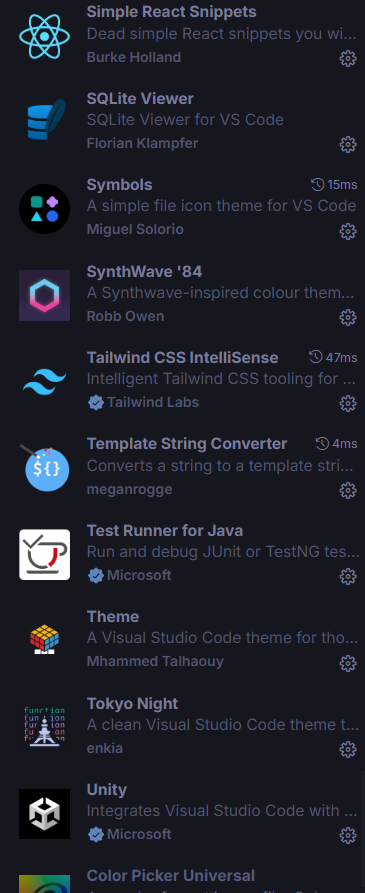 Simple React Snippets
Dead simple React snippets you wi...
Burke Holland
SQLite Viewer
SQLite Viewer for VS Code
Florian Klampfer
Symbols 15ms
A simple file icon theme for VS Code
Miguel Solorio
SynthWave '84
A Synthwave-inspired colour them...
Robb Owen
Tailwind CSS IntelliSense 47ms
Intelligent Tailwind CSS tooling for ...
Tailwind Labs
Template String Converter 4ms
Converts a string to a template stri...
${}
meganrogge
Test Runner for Java
Run and debug JUnit or TestNG tes...
Microsoft
Theme
A Visual Studio Code theme for tho...
Mhammed Talhaouy
Tokyo Night
function
A clean Visual Studio Code theme t...
enkia
Unity
Integrates Visual Studio Code with ...
Microsoft
Color Picker Universal